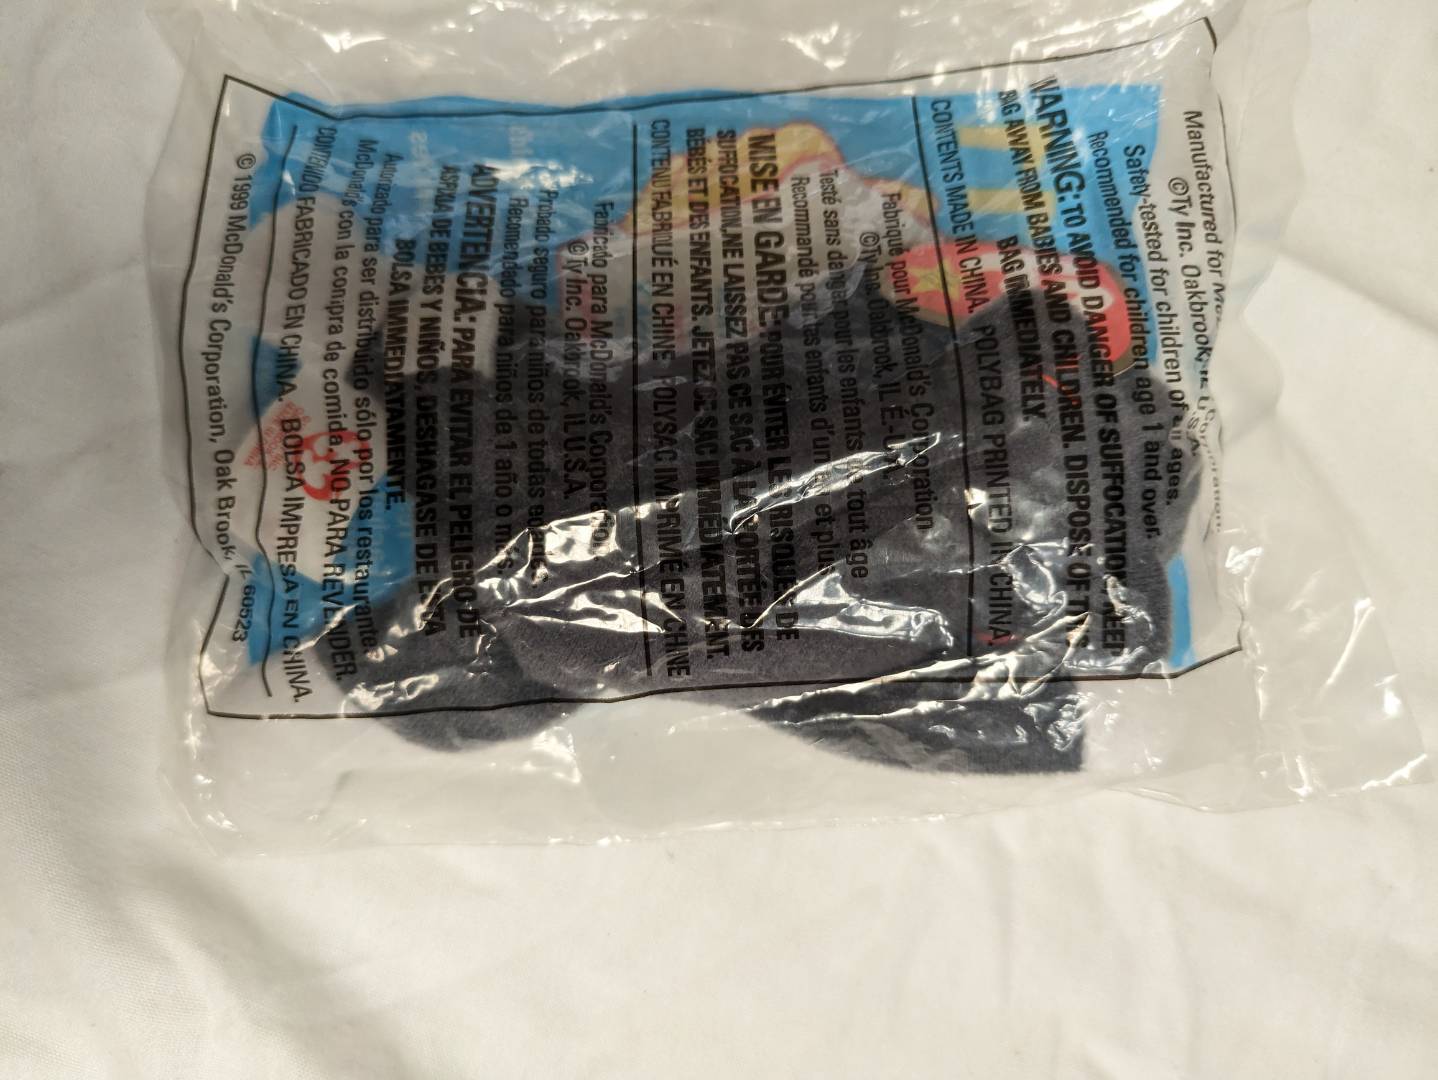 Manufactured for
©Ty Inc. Oakbrook, IL U.S.A.
Safety-tested for children of all ages.
Recommended for children age 1 and over.
WARNING: TO AVOID DANGER OF SUFFOCATION, KEEP
BAG AWAY FROM BABIES AND CHILDREN. DISPOSE OF THIS
BAG IMMEDIATELY.
CONTENTS MADE IN CHINA. POLYBAG PRINTED IN CHINA.
Fabriqué pour McDonald's Corporation
©Ty Inc. Oakbrook, IL É.-U.
Testé sans danger pour les enfants de tout âge
Recommandé pour les enfants d'un an et plus
MISE EN GARDE: POUR ÉVITER LES RISQUES DE
SUFFOCATION, NE LAISSEZ PAS CE SAC À LA PORTÉE DES
BÉBÉS ET DES ENFANTS. JETEZ CE SAC IMMÉDIATEMENT.
CONTENU FABRIQUÉ EN CHINE POLYSAC IMPRIMÉ EN CHINE
Fabricado para McDonald's Corporation
©Ty Inc. Oakbrook, IL U.S.A.
Probado seguro para niños de todas edades
Recomendado para niños de 1 año o más.
ADVERTENCIA: PARA EVITAR EL PELIGRO DE
ASFIXIA DE BEBES Y NIÑOS, DESHAGASE DE ESTA
BOLSA IMMEDIATAMENTE.
Autorizado para ser distribuido sólo por los restaurantes
McDonald's con la compra de comida. NO PARA REVENDER.
CONTENIDO FABRICADO EN CHINA. BOLSA IMPRESA EN CHINA.
© 1999 McDonald's Corporation, Oak Brook, IL 60523